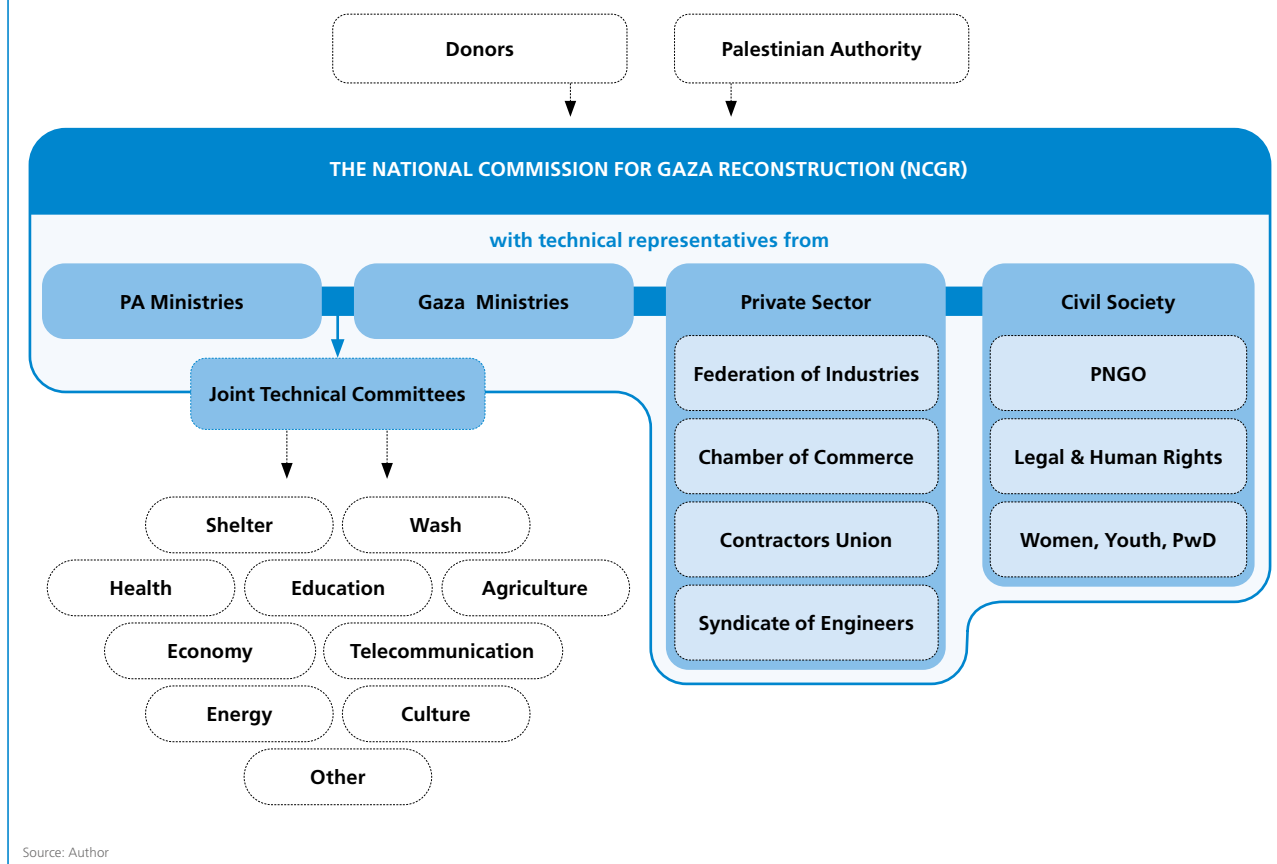 Donors
Palestinian Authority
THE NATIONAL COMMISSION FOR GAZA RECONSTRUCTION (NCGR)
with technical representatives from
PA Ministries
Gaza Ministries
Private Sector
Civil Society
Joint Technical Committees
Federation of Industries
Chamber of Commerce
Contractors Union
Syndicate of Engineers
PNGO
Legal & Human Rights
Women, Youth, PwD
Shelter
Wash
Health
Education
Agriculture
Economy
Telecommunication
Energy
Culture
Other
Source: Author